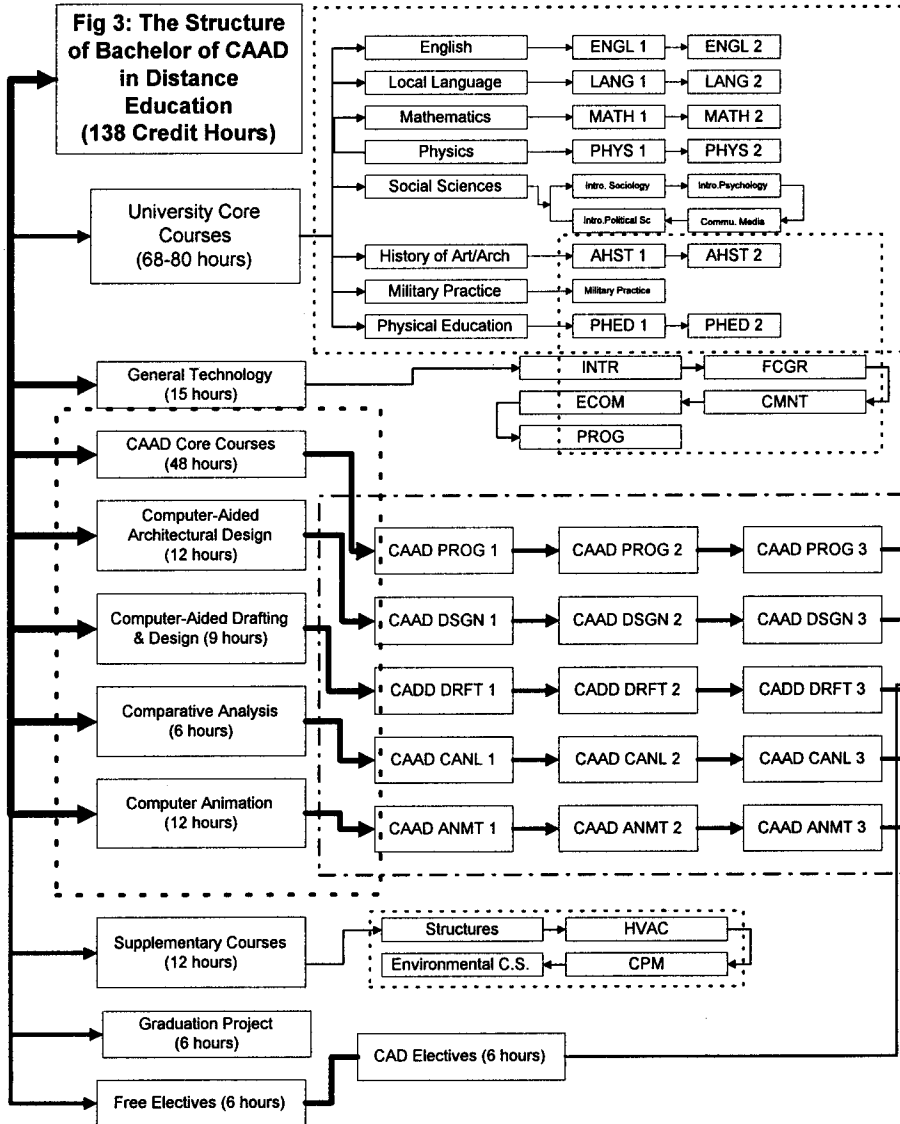 Fig 3: The Structure
of Bachelor of CAAD
in Distance
Education
(138 Credit Hours)
English
ENGL 1
ENGL 2
Local Language
LANG 1
LANG 2
Mathematics
MATH 1
MATH 2
Physics
PHYS 1
PHYS 2
Social Sciences
Intro. Sociology
Intro.Psychology
Intro.Political Sc
Commu. Media
University Core
Courses
(68-80 hours)
History of Art/Arch
AHST 1
AHST 2
Military Practice
Military Practice
Physical Education
PHED 1
PHED 2
General Technology
(15 hours)
INTR
FCGR
ECOM
CMNT
PROG
CAAD Core Courses
(48 hours)
Computer-Aided
Architectural Design
(12 hours)
Computer-Aided Drafting
& Design (9 hours)
Comparative Analysis
(6 hours)
Computer Animation
(12 hours)
CAAD PROG 1
CAAD PROG 2
CAAD PROG 3
CAAD DSGN 1
CAAD DSGN 2
CAAD DSGN 3
CADD DRFT 1
CADD DRFT 2
CADD DRFT 3
CAAD CANL 1
CAAD CANL 2
CAAD CANL 3
CAAD ANMT 1
CAAD ANMT 2
CAAD ANMT 3
Supplementary Courses
(12 hours)
Structures
HVAC
Environmental C.S.
CPM
Graduation Project
(6 hours)
CAD Electives (6 hours)
Free Electives (6 hours)